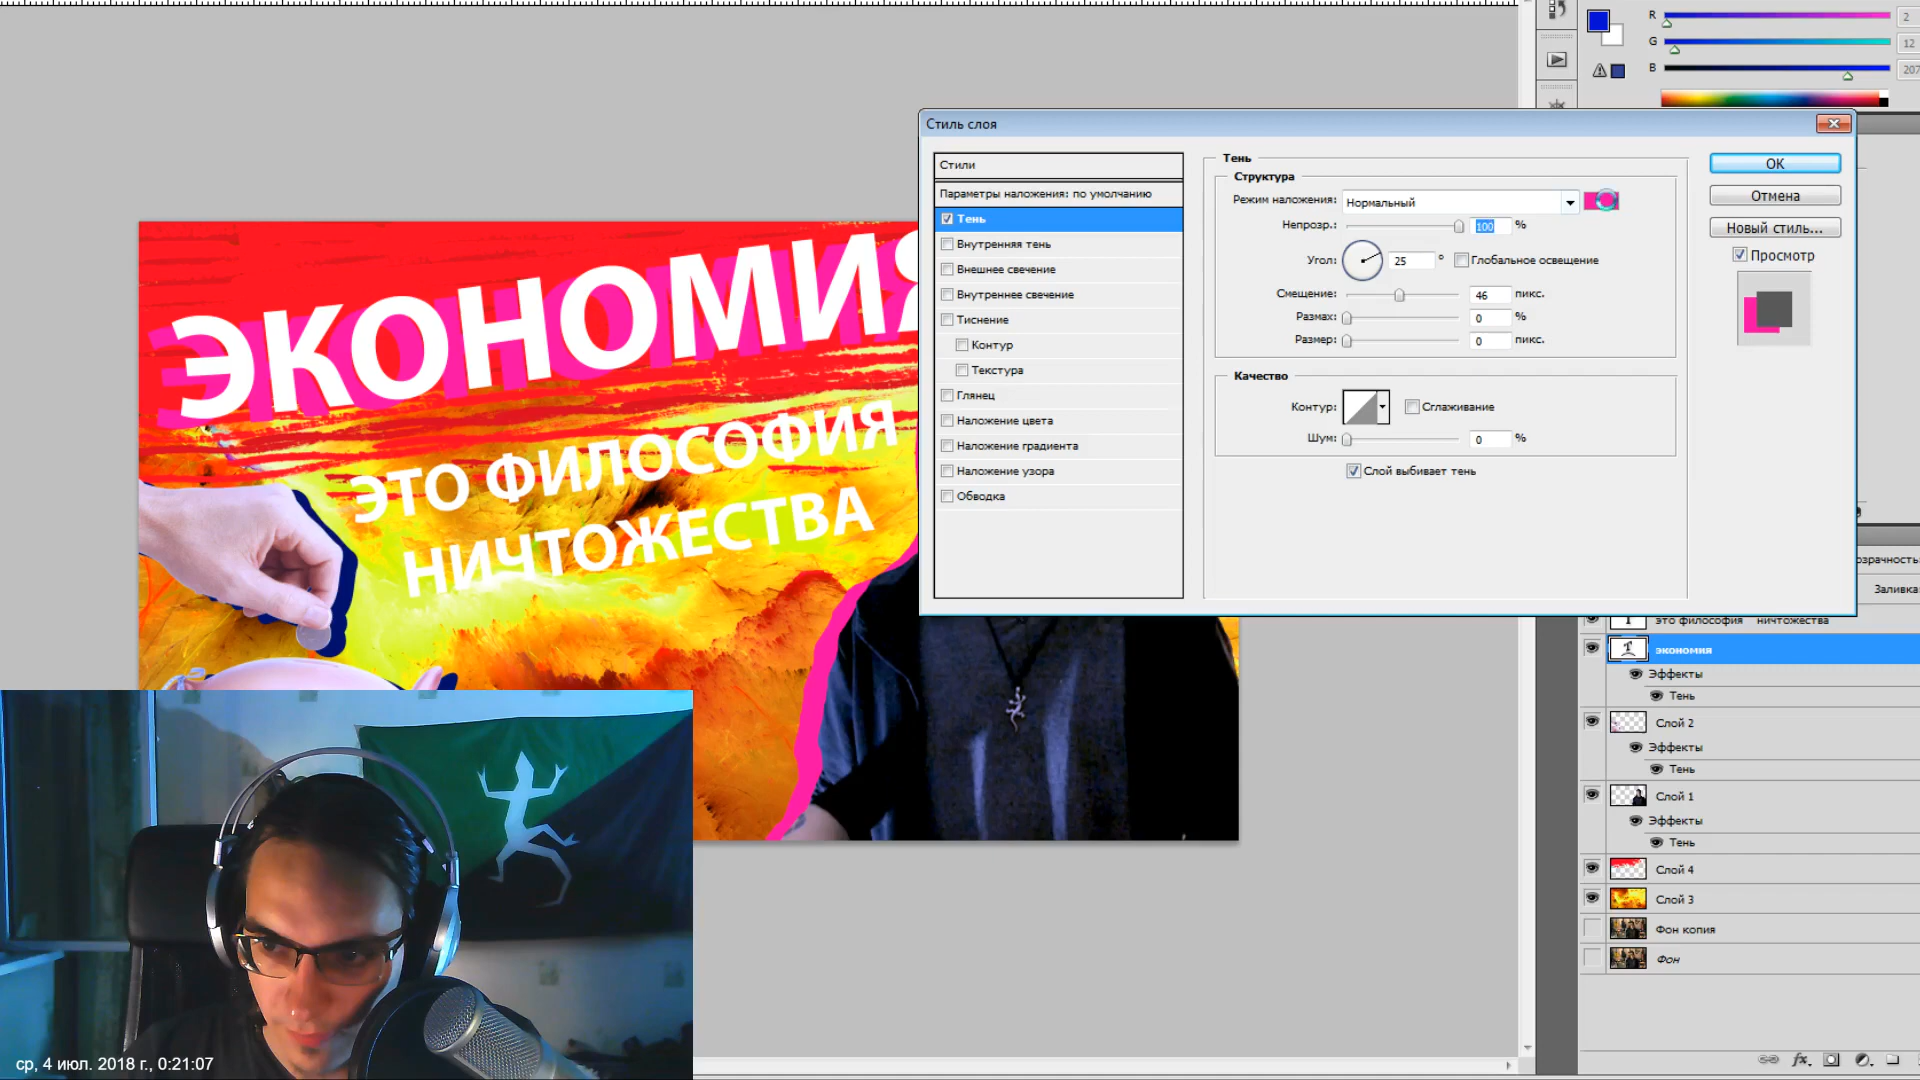 R
2
G
12
B
207
Стиль слоя
Стили
Параметры наложения: по умолчанию
Тень
Внутренняя тень
Внешнее свечение
Внутреннее свечение
Тиснение
Контур
Текстура
Глянец
Наложение цвета
Наложение градиента
Наложение узора
Обводка
Тень
Структура
Режим наложения: Нормальный
Непрозр.: 100 %
Угол: 25 ° Глобальное освещение
Смещение: 46 пикс.
Размах: 0 %
Размер: 0 пикс.
Качество
Контур: Сглаживание
Шум: 0 %
Слой выбивает тень
OK
Отмена
Новый стиль...
Просмотр
ЭКОНОМИЯ
ЭТО ФИЛОСОФИЯ
НИЧТОЖЕСТВА
озрачность:
Заливка:
это философия ничтожества
экономия
Эффекты
Тень
Слой 2
Эффекты
Тень
Слой 1
Эффекты
Тень
Слой 4
Слой 3
Фон копия
Фон
fx.
ср, 4 июл. 2018 г., 0:21:07